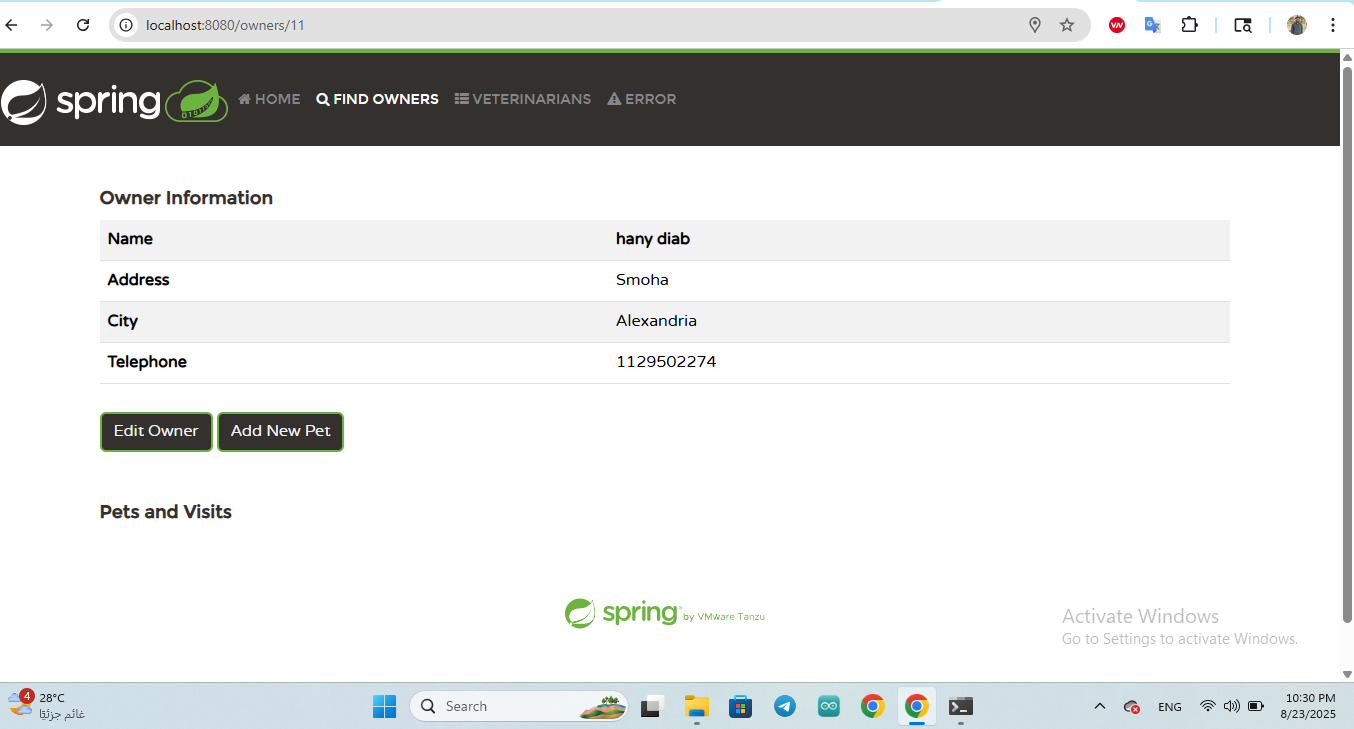 localhost:8080/owners/11
spring HOME FIND OWNERS VETERINARIANS ERROR
Owner Information
Name hany diab
Address Smoha
City Alexandria
Telephone 1129502274
Edit Owner Add New Pet
Pets and Visits
spring by VMware Tanzu
Activate Windows
Go to Settings to activate Windows.
4 28°C
غائم جزئيًا
Search
ENG
10:30 PM
8/23/2025